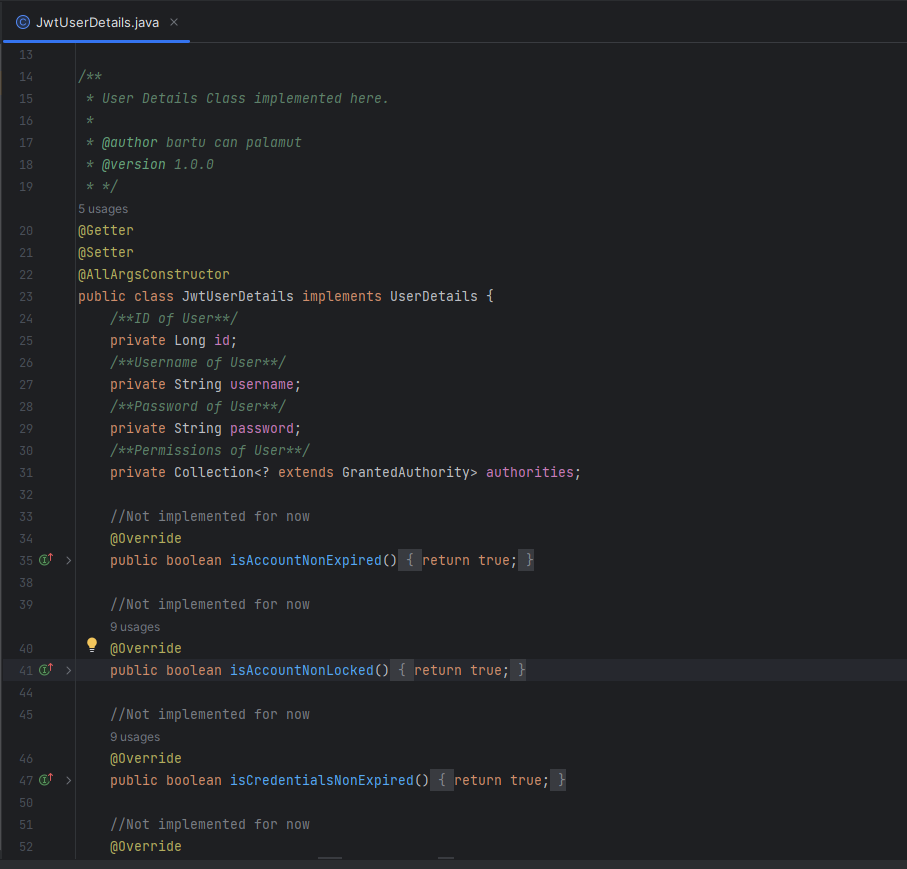 JwtUserDetails.java
13
14 /**
15 * User Details Class implemented here.
16 *
17 * @author bartu can palamut
18 * @version 1.0.0
19 * */
5 usages
20 @Getter
21 @Setter
22 @AllArgsConstructor
23 public class JwtUserDetails implements UserDetails {
24 /**ID of User**/
25 private Long id;
26 /**Username of User**/
27 private String username;
28 /**Password of User**/
29 private String password;
30 /**Permissions of User**/
31 private Collection<? extends GrantedAuthority> authorities;
32
33 //Not implemented for now
34 @Override
35 public boolean isAccountNonExpired() { return true; }
38
39 //Not implemented for now
9 usages
40 @Override
41 public boolean isAccountNonLocked() { return true; }
44
45 //Not implemented for now
9 usages
46 @Override
47 public boolean isCredentialsNonExpired() { return true; }
50
51 //Not implemented for now
52 @Override